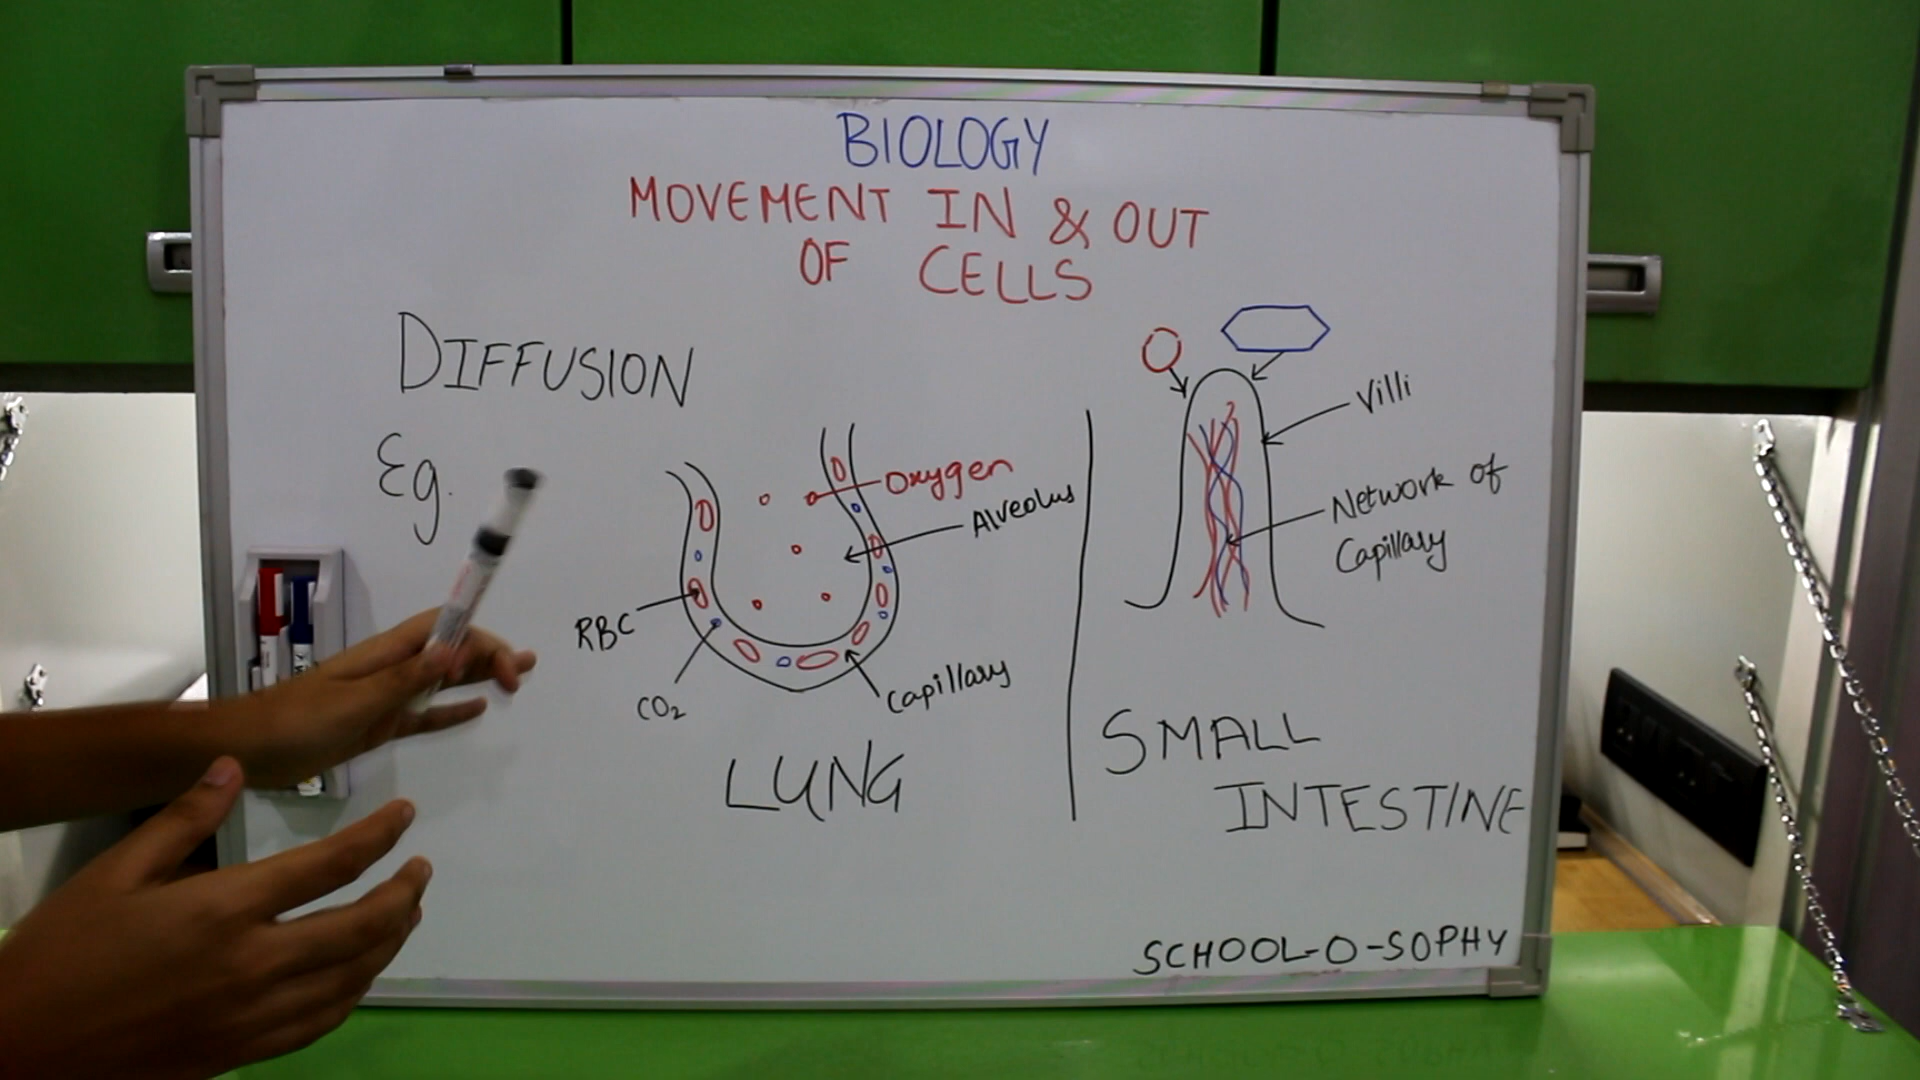 BIOLOGY
MOVEMENT IN & OUT
OF CELLS
DIFFUSION
Eg.
Oxygen
Alveolus
RBC
CO₂
Capillary
LUNG
Villi
Network of
Capillary
SMALL
INTESTINE
SCHOOL-O-SOPHY